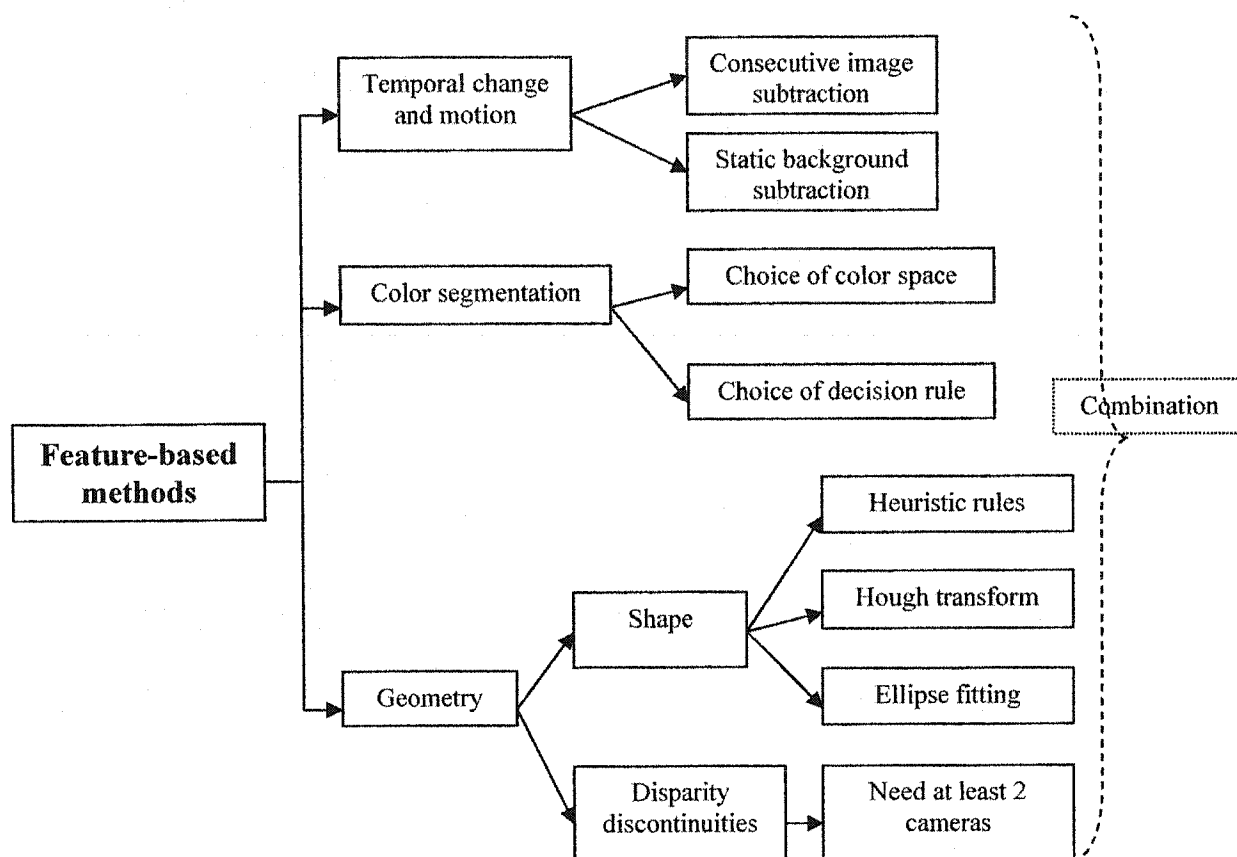 Temporal change
and motion
Consecutive image
subtraction
Static background
subtraction
Color segmentation
Choice of color space
Choice of decision rule
Combination
Feature-based
methods
Heuristic rules
Shape
Hough transform
Geometry
Ellipse fitting
Disparity
discontinuities
Need at least 2
cameras